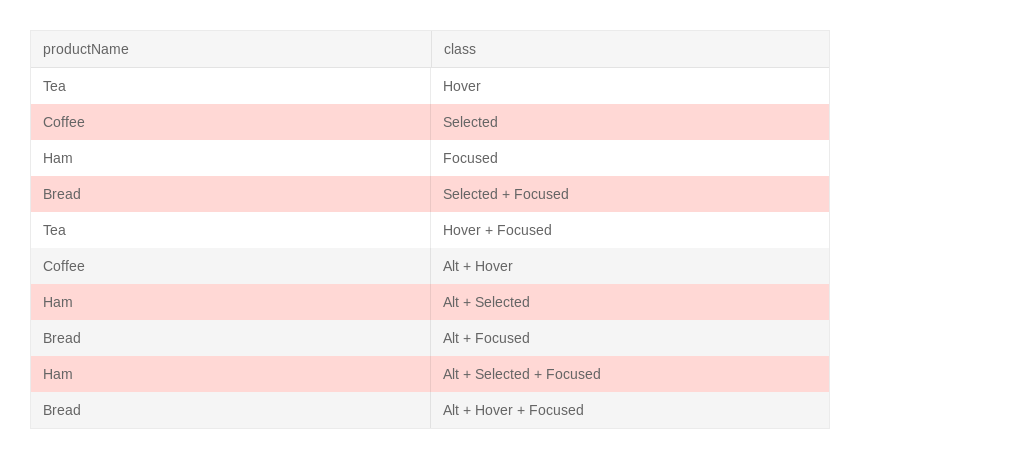 productName class
Tea Hover
Coffee Selected
Ham Focused
Bread Selected + Focused
Tea Hover + Focused
Coffee Alt + Hover
Ham Alt + Selected
Bread Alt + Focused
Ham Alt + Selected + Focused
Bread Alt + Hover + Focused